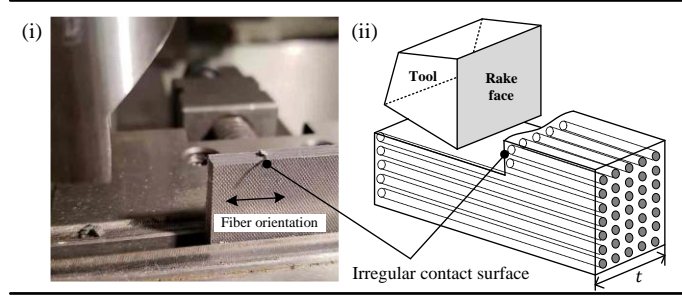 (i)
(ii)
Tool
Rake
face
Fiber orientation
Irregular contact surface
t